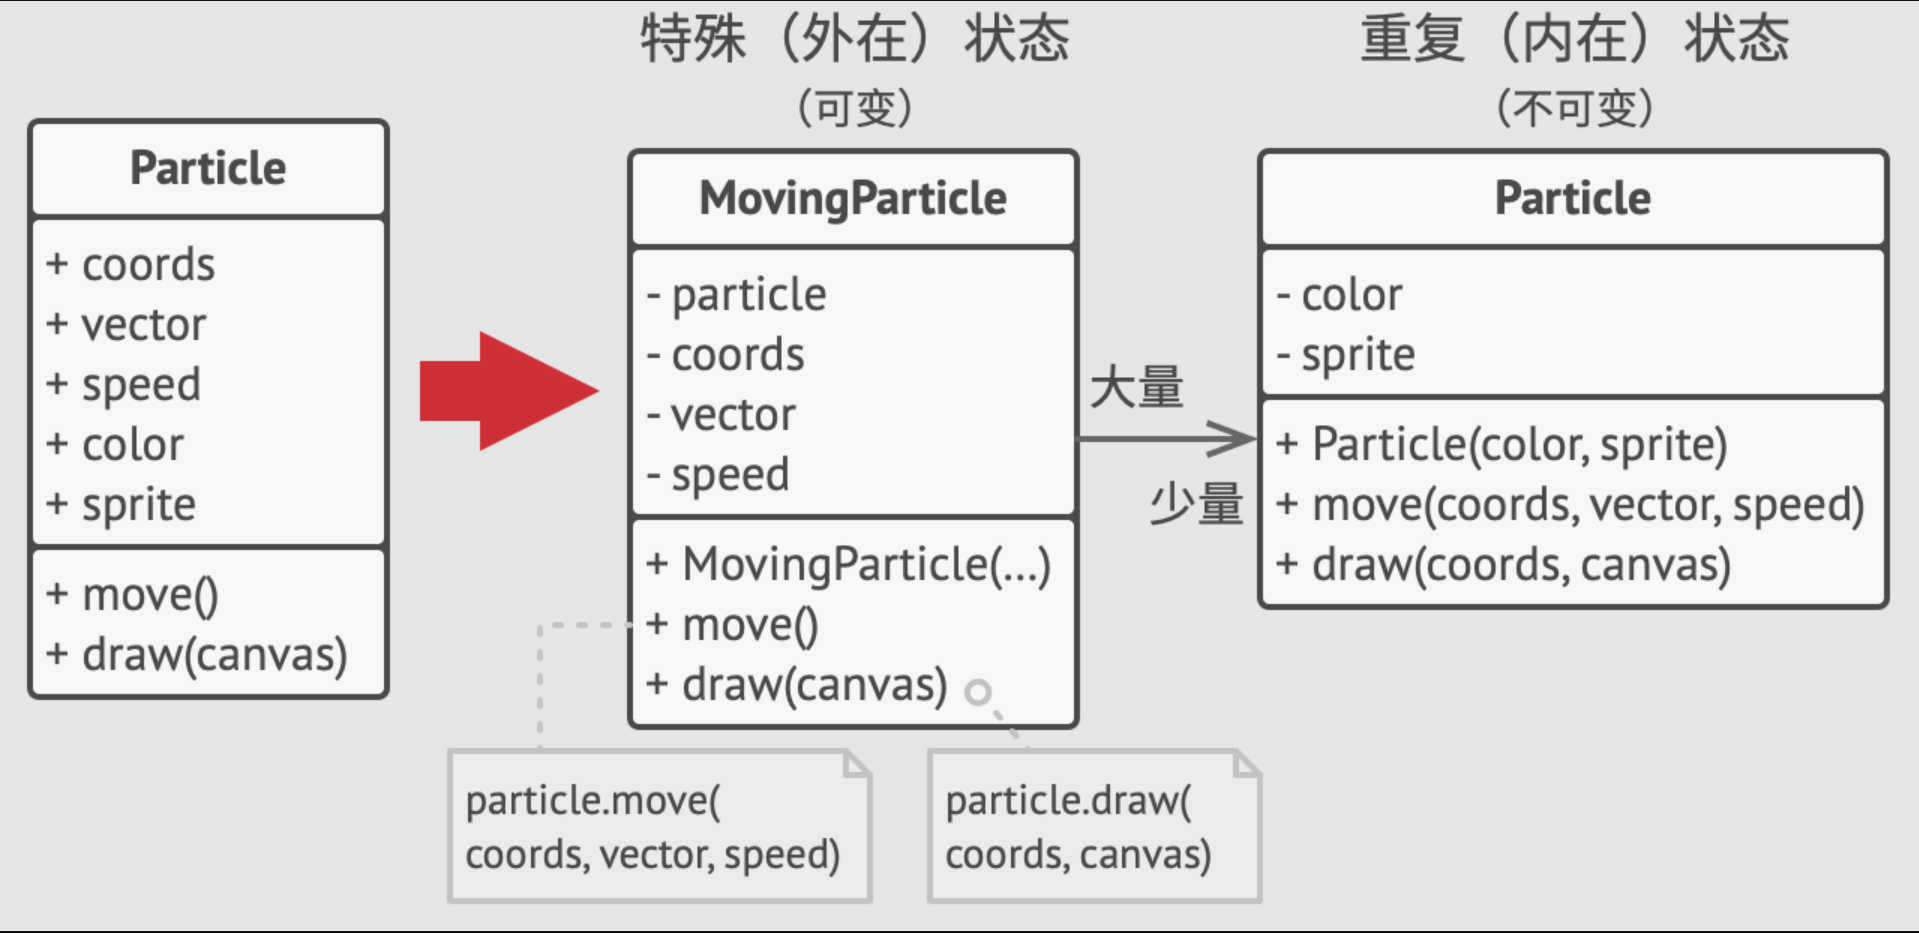 特殊（外在）状态
（可变）
重复（内在）状态
（不可变）
Particle
+ coords
+ vector
+ speed
+ color
+ sprite
+ move()
+ draw(canvas)
MovingParticle
- particle
- coords
- vector
- speed
+ MovingParticle(...)
+ move()
+ draw(canvas)
大量
少量
Particle
- color
- sprite
+ Particle(color, sprite)
+ move(coords, vector, speed)
+ draw(coords, canvas)
particle.move(
coords, vector, speed)
particle.draw(
coords, canvas)